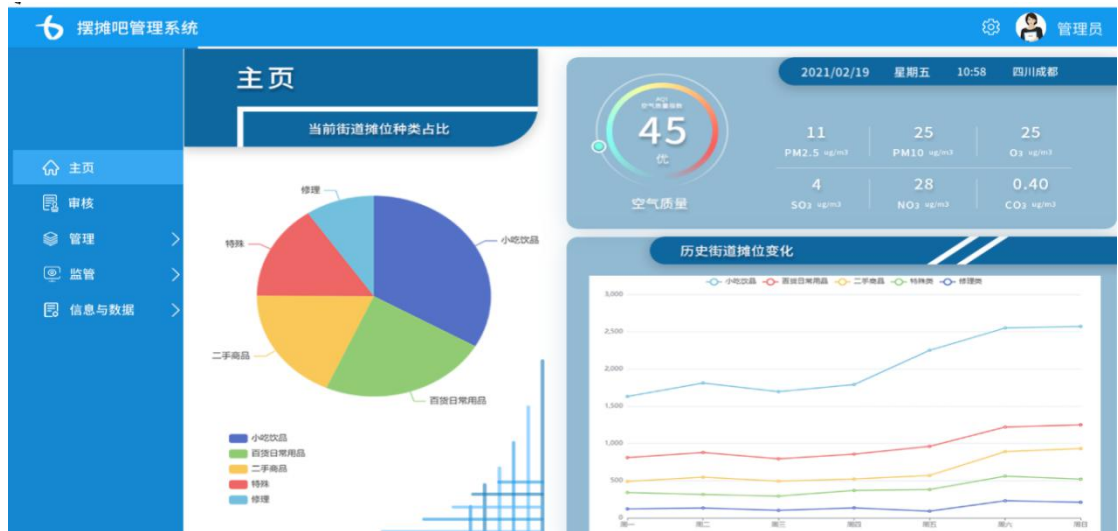 摆摊吧管理系统
管理员
主页
审核
管理
监管
信息与数据
主页
当前街道摊位种类占比
修理
特殊
小吃饮品
二手商品
百货日常用品
小吃饮品
百货日常用品
二手商品
特殊
修理
2021/02/19 星期五 10:58 四川成都
AQI
空气质量指数
45
优
空气质量
11 25 25
PM2.5 ug/m3 PM10 ug/m3 O3 ug/m3
4 28 0.40
SO3 ug/m3 NO3 ug/m3 CO3 ug/m3
历史街道摊位变化
小吃饮品 百货日常用品 二手商品 特殊类 修理类
3,000
2,500
2,000
1,500
1,000
500
0
周一 周二 周三 周四 周五 周六 周日